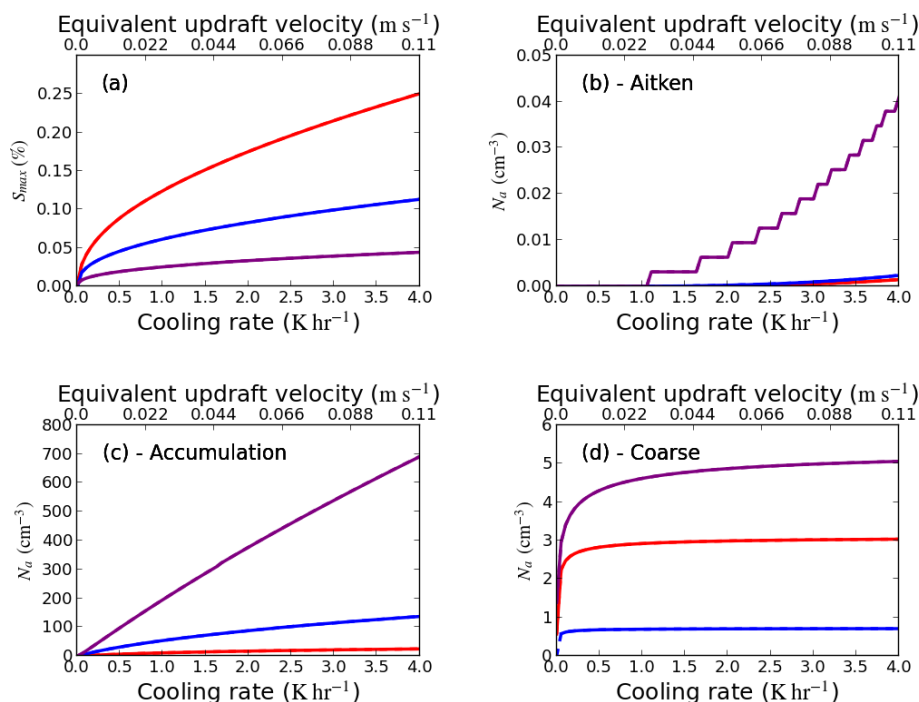 Equivalent updraft velocity (m s⁻¹)
0.0 0.022 0.044 0.066 0.088 0.11
(a)
0.25
0.20
0.15
0.10
0.05
0.00
S_max (%)
0.0 0.5 1.0 1.5 2.0 2.5 3.0 3.5 4.0
Cooling rate (K hr⁻¹)
Equivalent updraft velocity (m s⁻¹)
0.0 0.022 0.044 0.066 0.088 0.11
(b) - Aitken
0.05
0.04
0.03
0.02
0.01
0.00
N_a (cm⁻³)
0.0 0.5 1.0 1.5 2.0 2.5 3.0 3.5 4.0
Cooling rate (K hr⁻¹)
Equivalent updraft velocity (m s⁻¹)
0.0 0.022 0.044 0.066 0.088 0.11
(c) - Accumulation
800
700
600
500
400
300
200
100
0
N_a (cm⁻³)
0.0 0.5 1.0 1.5 2.0 2.5 3.0 3.5 4.0
Cooling rate (K hr⁻¹)
Equivalent updraft velocity (m s⁻¹)
0.0 0.022 0.044 0.066 0.088 0.11
(d) - Coarse
6
5
4
3
2
1
0
N_a (cm⁻³)
0.0 0.5 1.0 1.5 2.0 2.5 3.0 3.5 4.0
Cooling rate (K hr⁻¹)